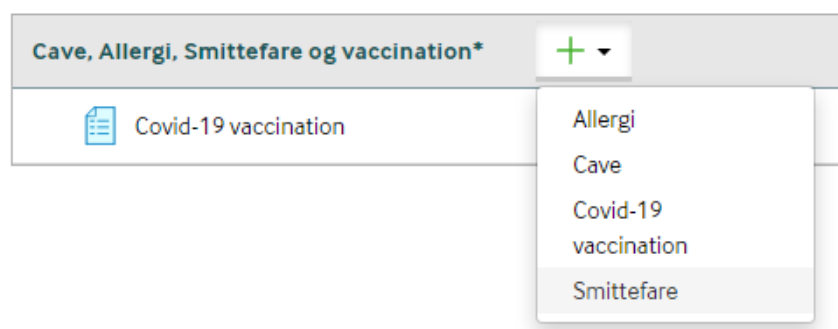 Cave, Allergi, Smittefare og vaccination*
Covid-19 vaccination
Allergi
Cave
Covid-19
vaccination
Smittefare